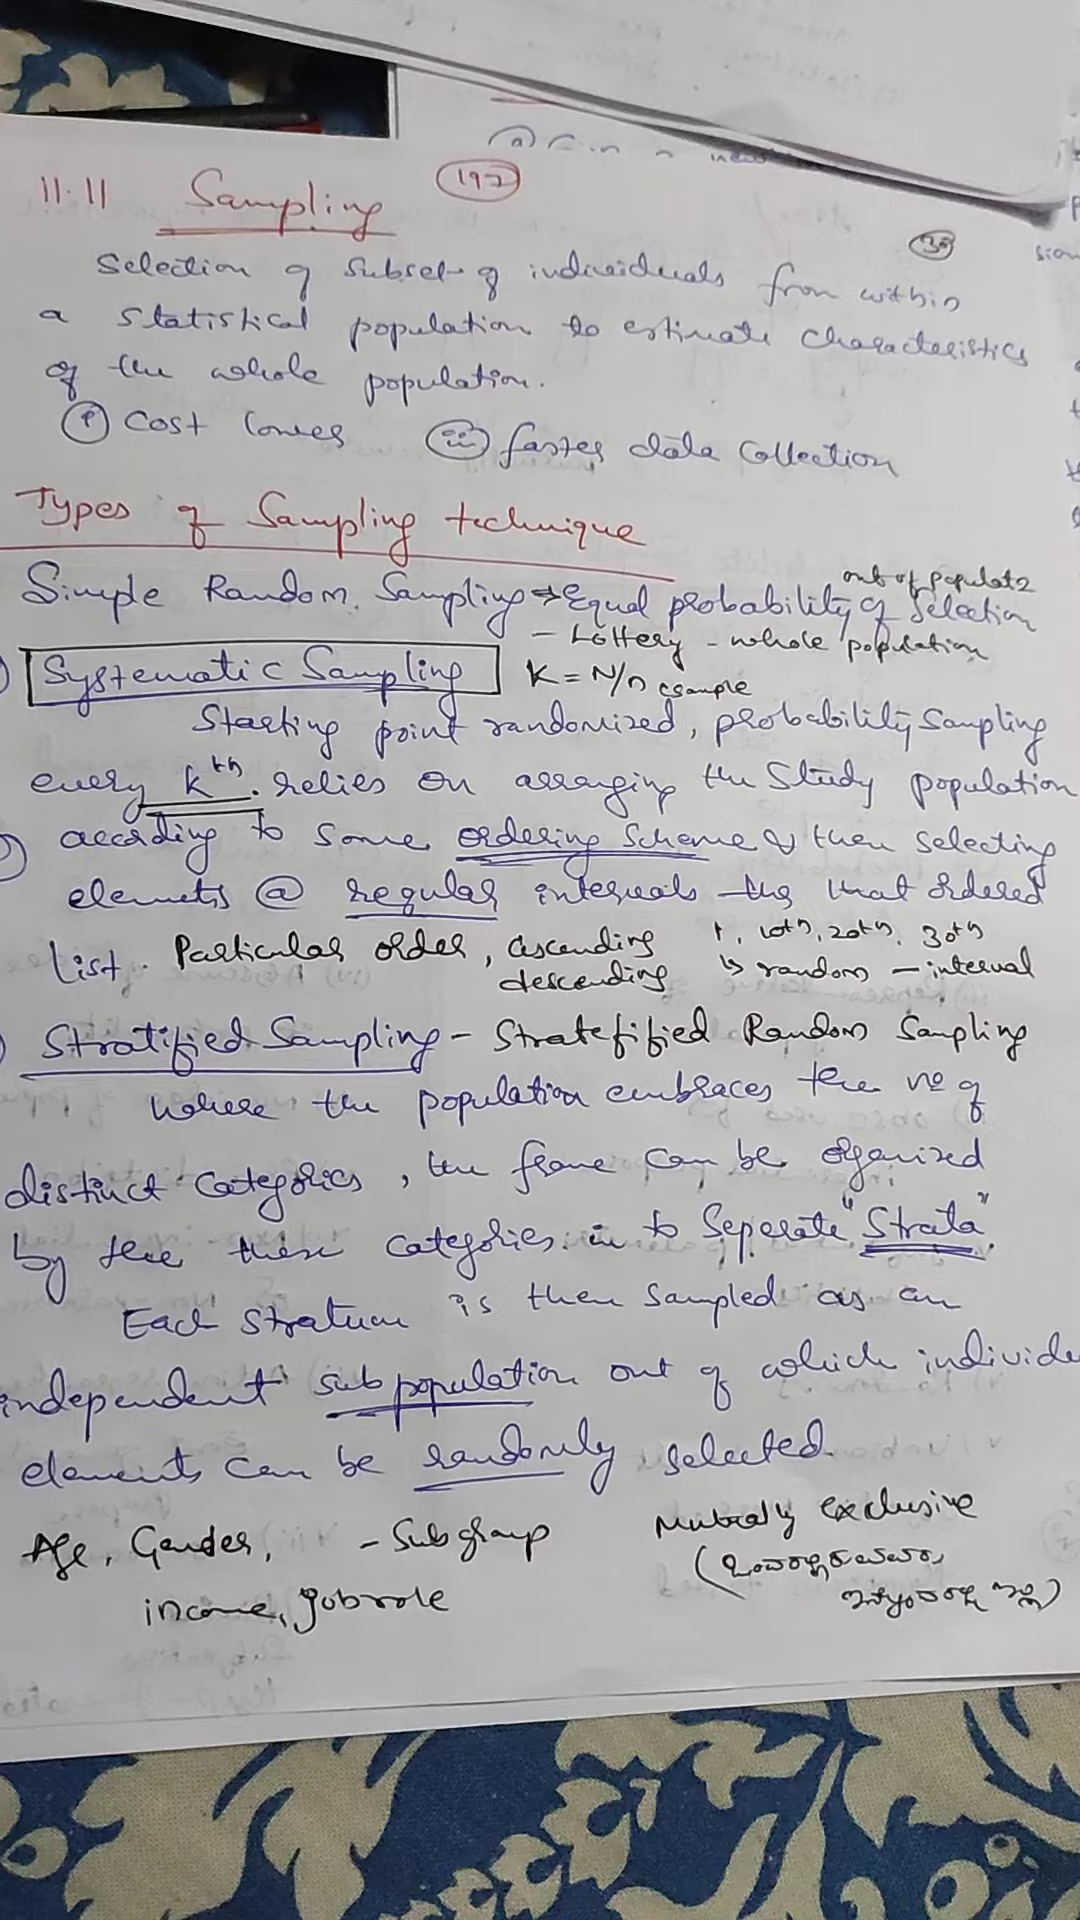 11.11 Sampling (197)
(38)
Selection of subset of individuals from within
a statistical population to estimate characteristics
of the whole population.
(i) Cost lower (ii) faster data Collection
Types of Sampling technique
out of populatn
Simple Random Sampling → Equal probability of selection
- Lottery - whole population
Systematic Sampling K = N/n sample
Starting point randomized, probability sampling
every kth. relies on arranging the study population
according to some ordering scheme & then selecting
elements @ regular intervals that ordered
list. Particular order, ascending 1, 10th, 20th, 30th
descending ↳ random - interval
Stratified Sampling - Stratefified Random Sampling
where the population embraces the no of
distinct categories, the frame can be organized
by the these categories in to Seperate "Strata".
Each stratum is then sampled as an
independent sub population out of which individu
elements can be randomly selected.
Age, Gender, - Subgroup Mutually exclusive
income, jobrole